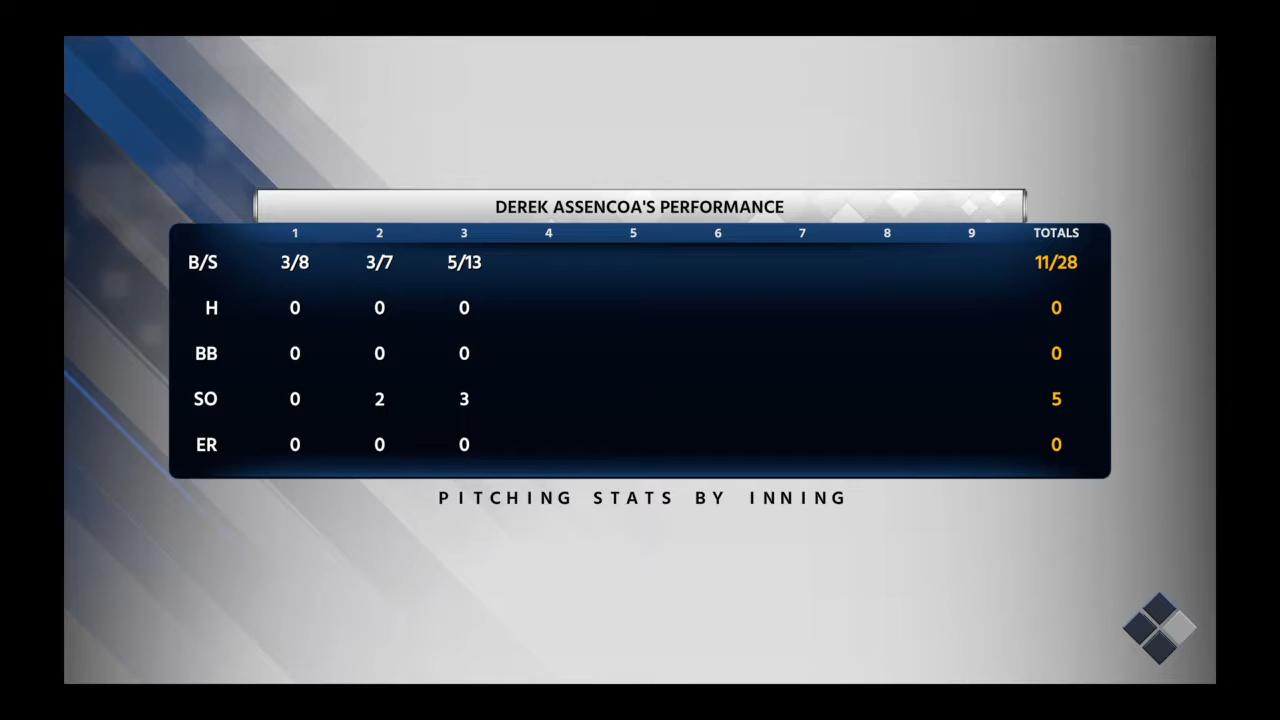 DEREK ASSENCOA'S PERFORMANCE
1 2 3 4 5 6 7 8 9 TOTALS
B/S 3/8 3/7 5/13 11/28
H 0 0 0 0
BB 0 0 0 0
SO 0 2 3 5
ER 0 0 0 0
PITCHING STATS BY INNING